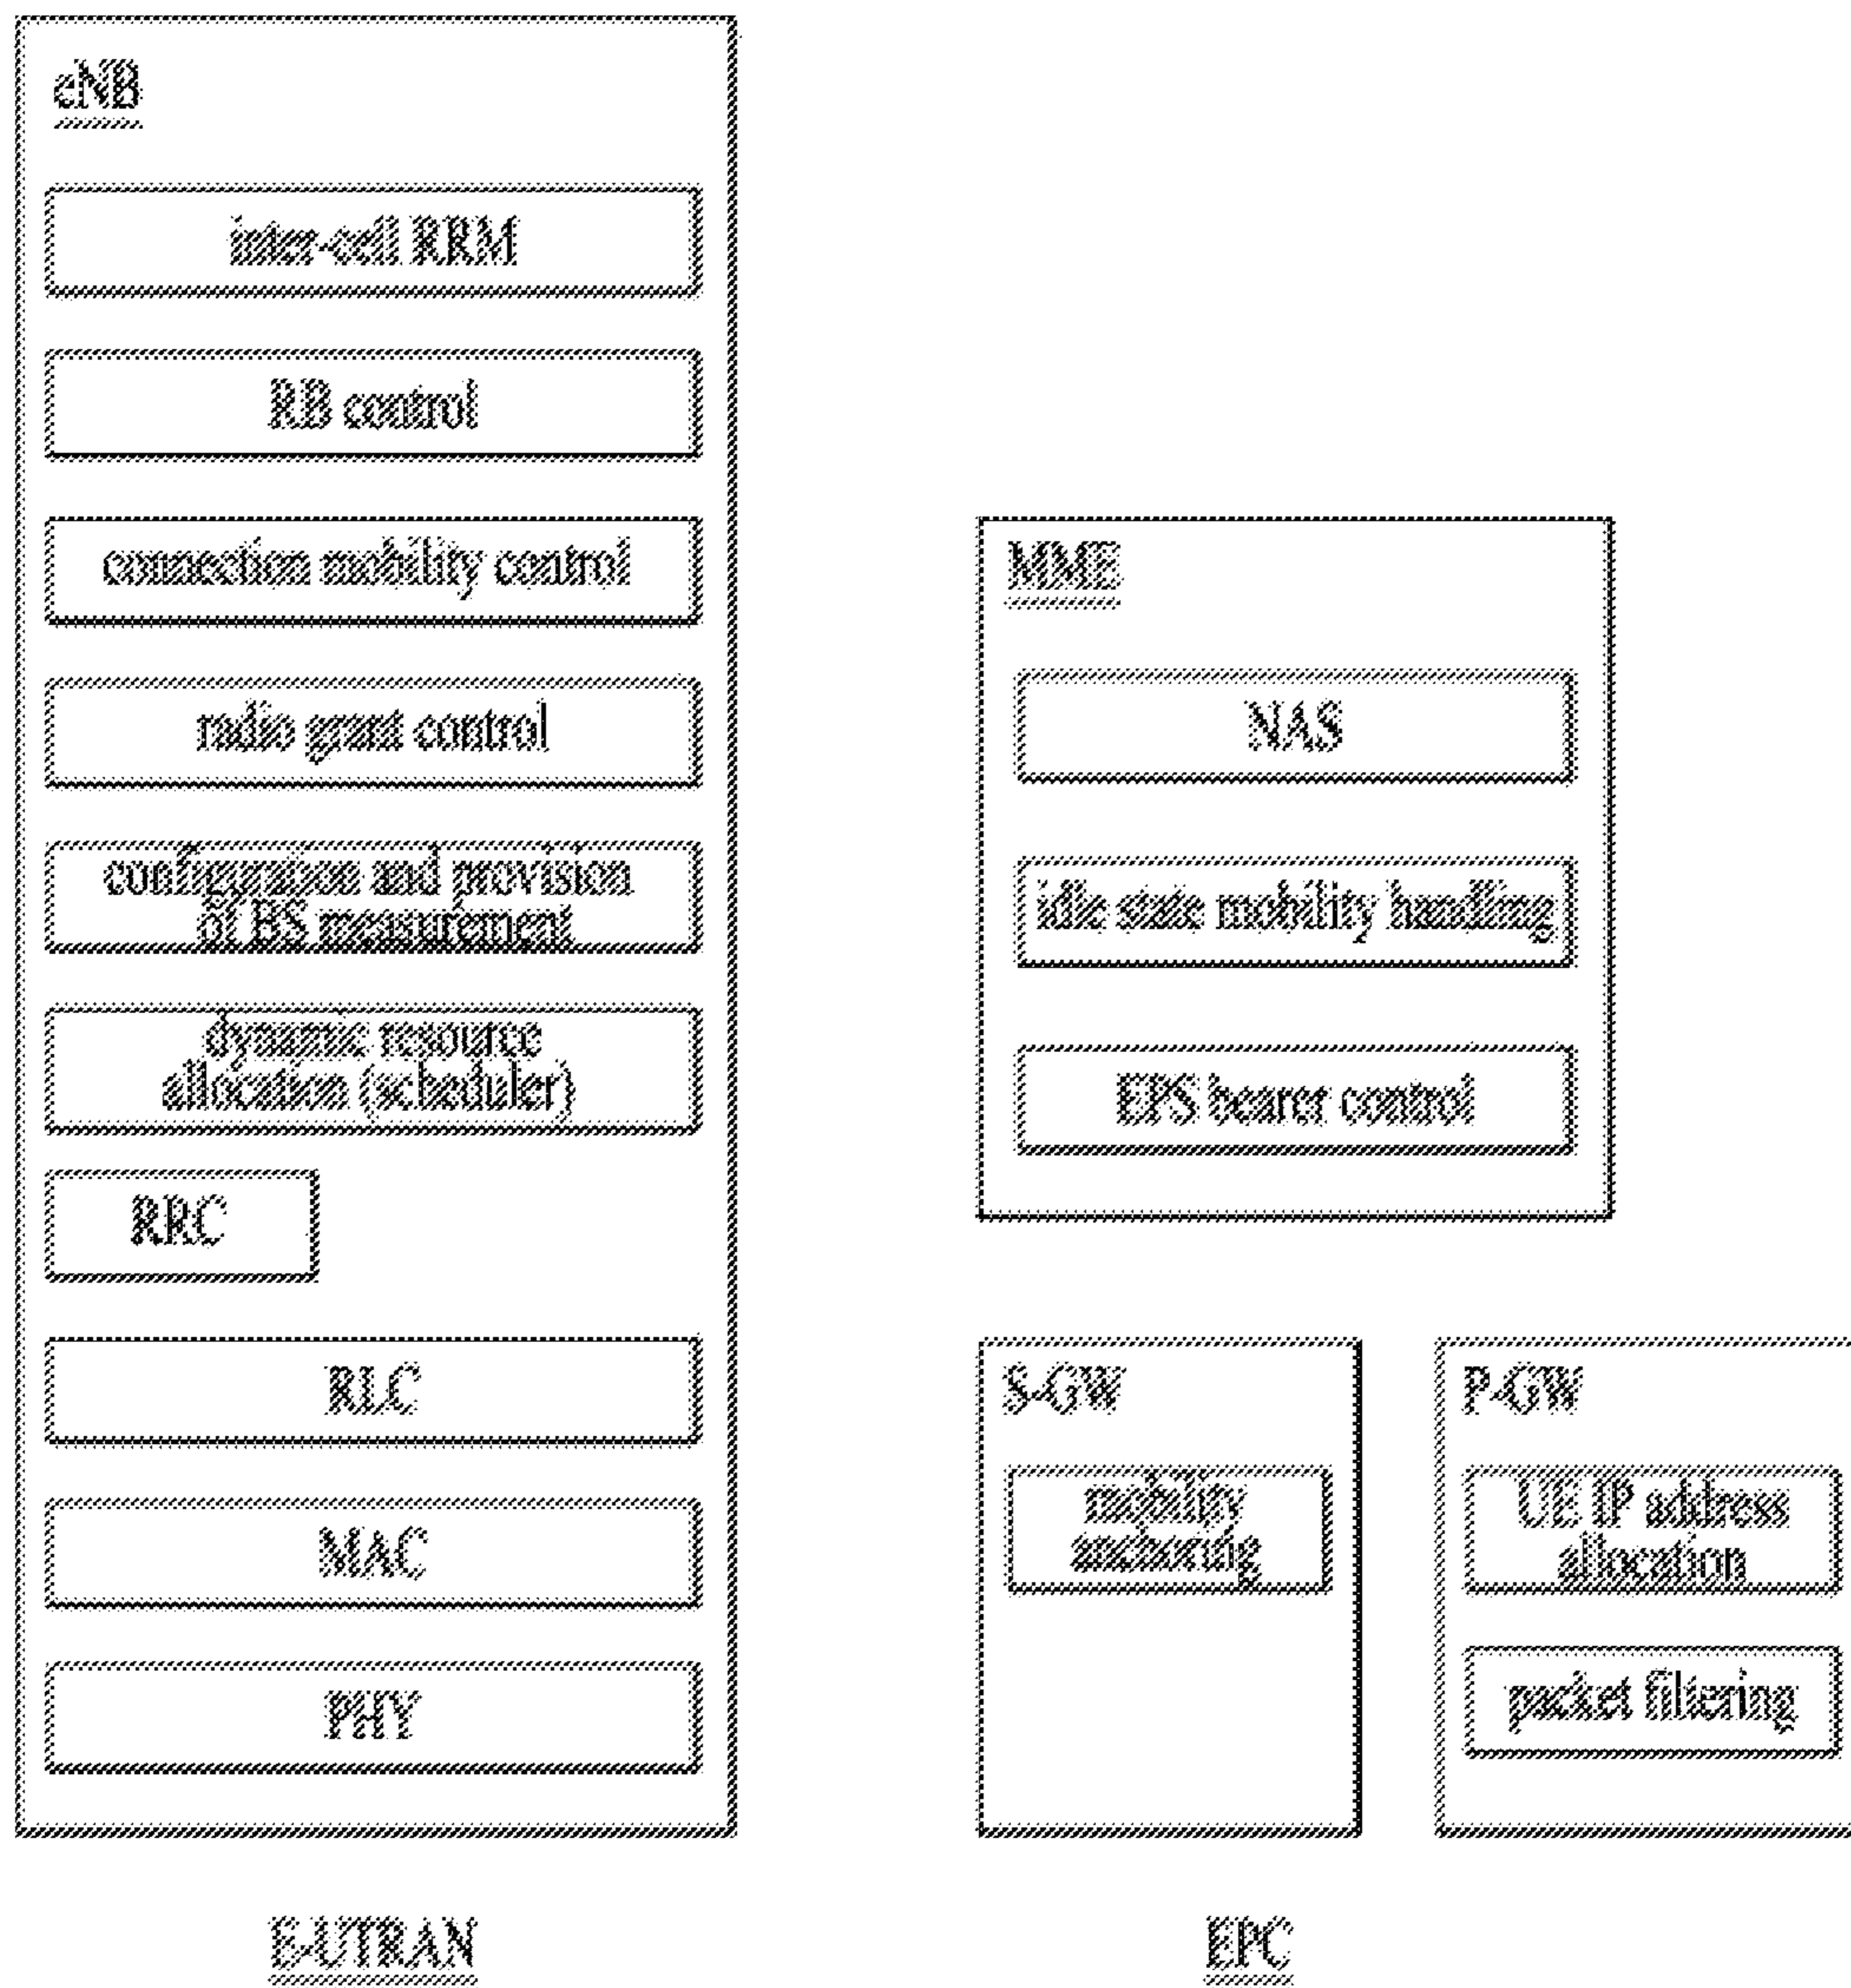 eNB
inter-cell RRM
RB control
connection mobility control
radio grant control
configuration and provision
of BS measurement
dynamic resource
allocation (scheduler)
RRC
RLC
MAC
PHY
E-UTRAN
MME
NAS
idle state mobility handling
EPS bearer control
S-GW
mobility
anchoring
P-GW
UE IP address
allocation
packet filtering
EPC